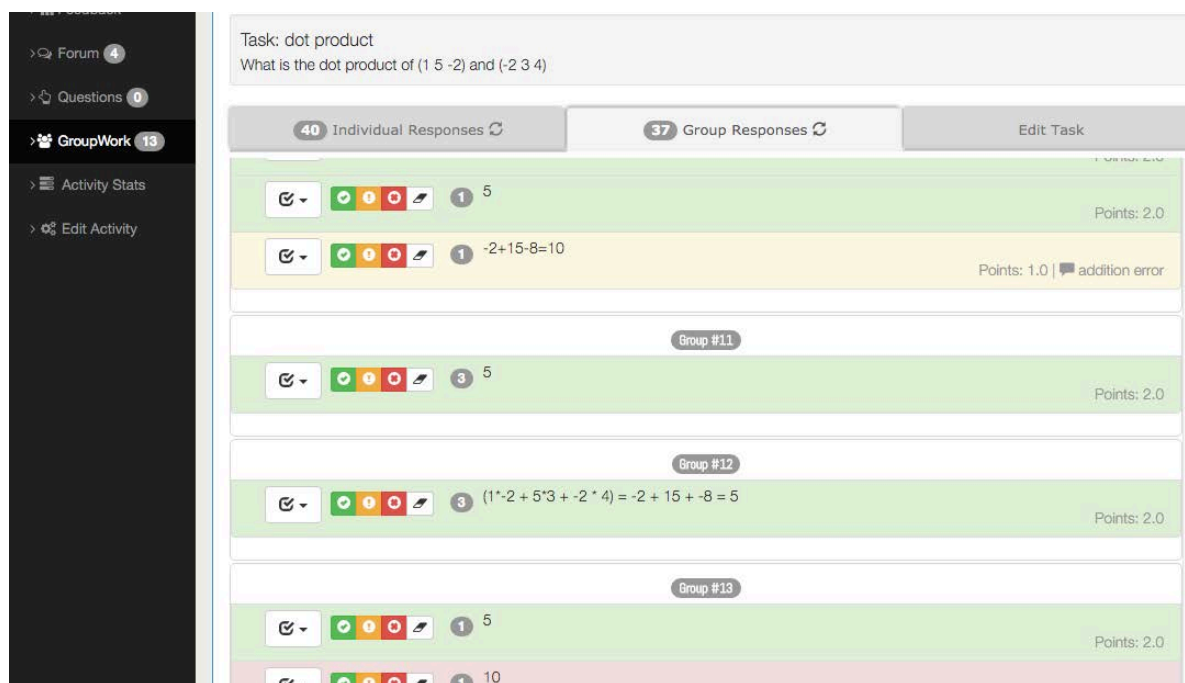 Task: dot product
What is the dot product of (1 5 -2) and (-2 3 4)
Forum 4
Questions 0
GroupWork 13
Activity Stats
Edit Activity
40 Individual Responses
37 Group Responses
Edit Task
1 5
Points: 2.0
1 -2+15-8=10
Points: 1.0 | addition error
Group #11
3 5
Points: 2.0
Group #12
3 (1*-2 + 5*3 + -2 * 4) = -2 + 15 + -8 = 5
Points: 2.0
Group #13
1 5
Points: 2.0
1 10